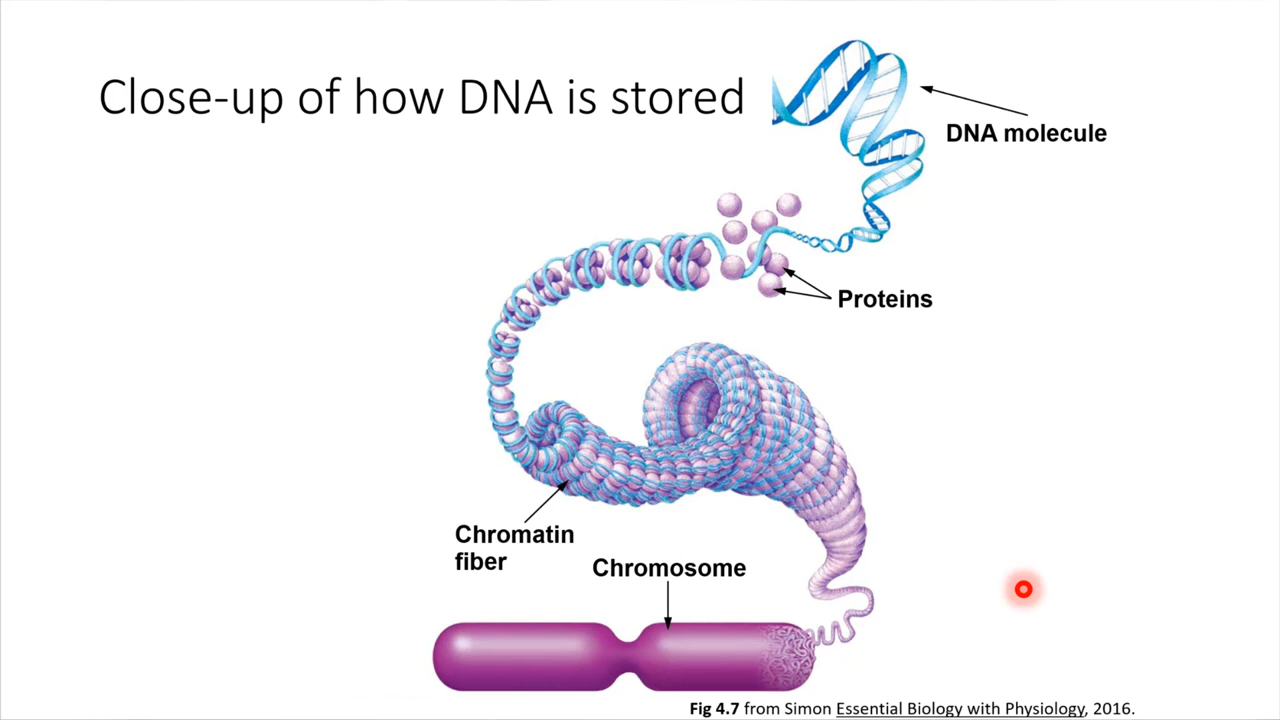 Close-up of how DNA is stored
DNA molecule
Proteins
Chromatin
fiber
Chromosome
Fig 4.7 from Simon Essential Biology with Physiology, 2016.